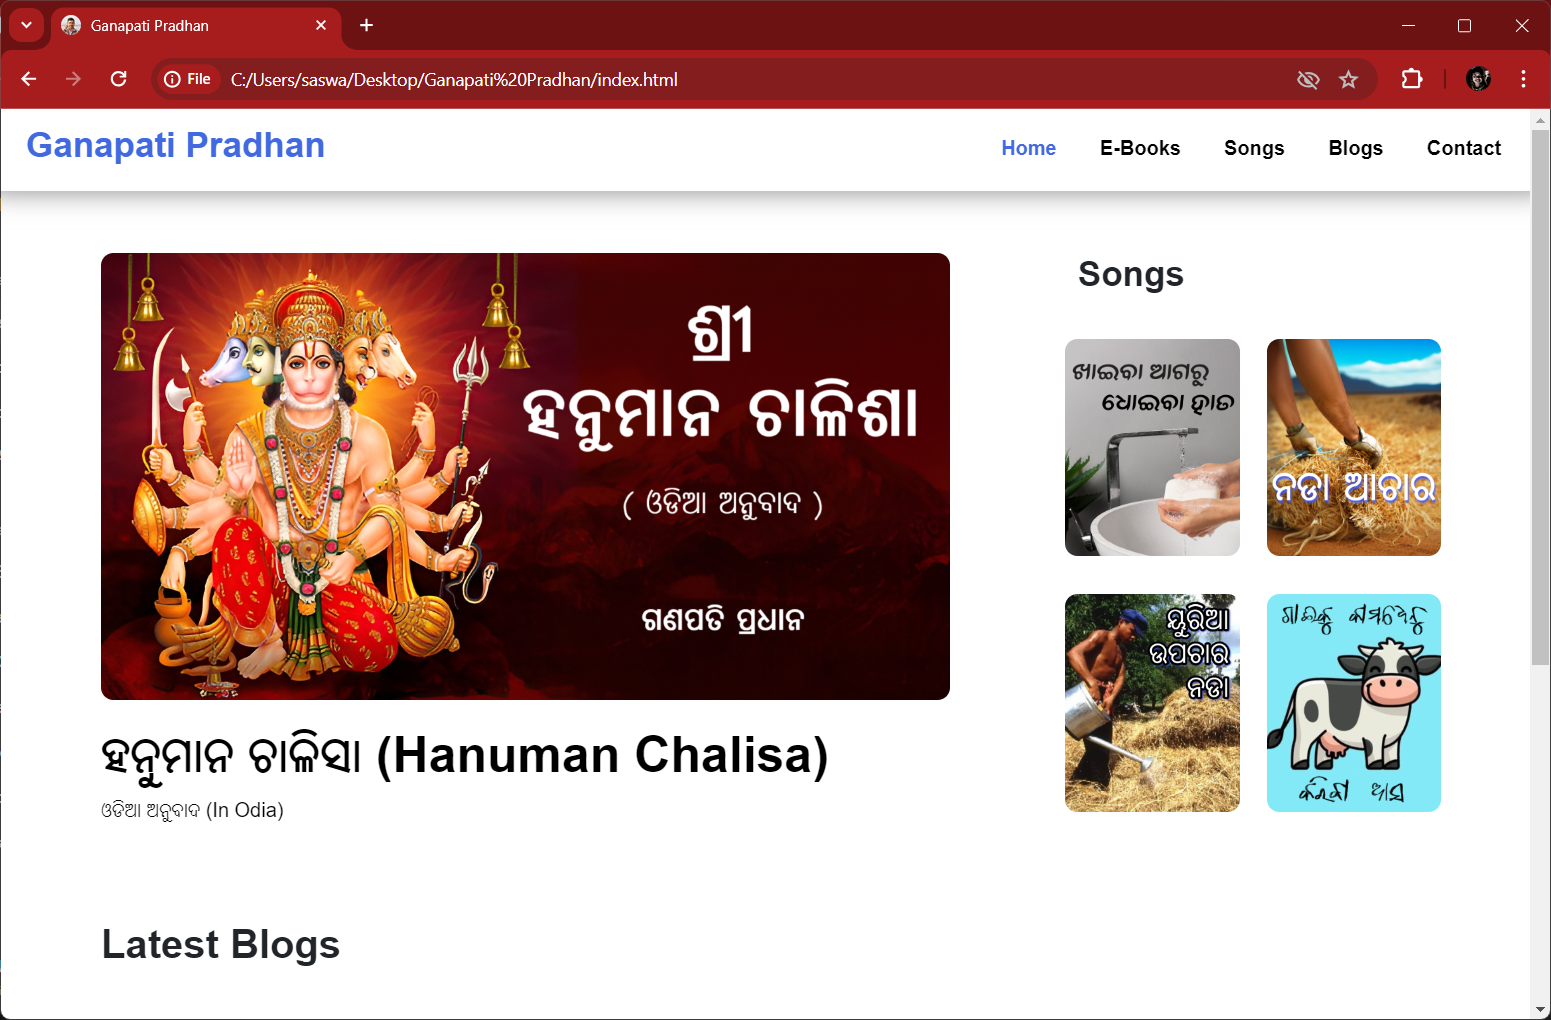 Ganapati Pradhan
File
C:/Users/saswa/Desktop/Ganapati%20Pradhan/index.html
Ganapati Pradhan
Home
E-Books
Songs
Blogs
Contact
ଶ୍ରୀ
ହନୁମାନ ଚାଳିଶା
( ଓଡିଆ ଅନୁବାଦ )
ଗଣପତି ପ୍ରଧାନ
ହନୁମାନ ଚାଳିସା (Hanuman Chalisa)
ଓଡିଆ ଅନୁବାଦ (In Odia)
Songs
ଖାଇବା ଆଗରୁ
ଧୋଇବା ହାତ
ନଡା ଆଚାର
ୟୁରିଆ
ଉପଚାର
ନଡା
ଗାଈକୁ
Latest Blogs